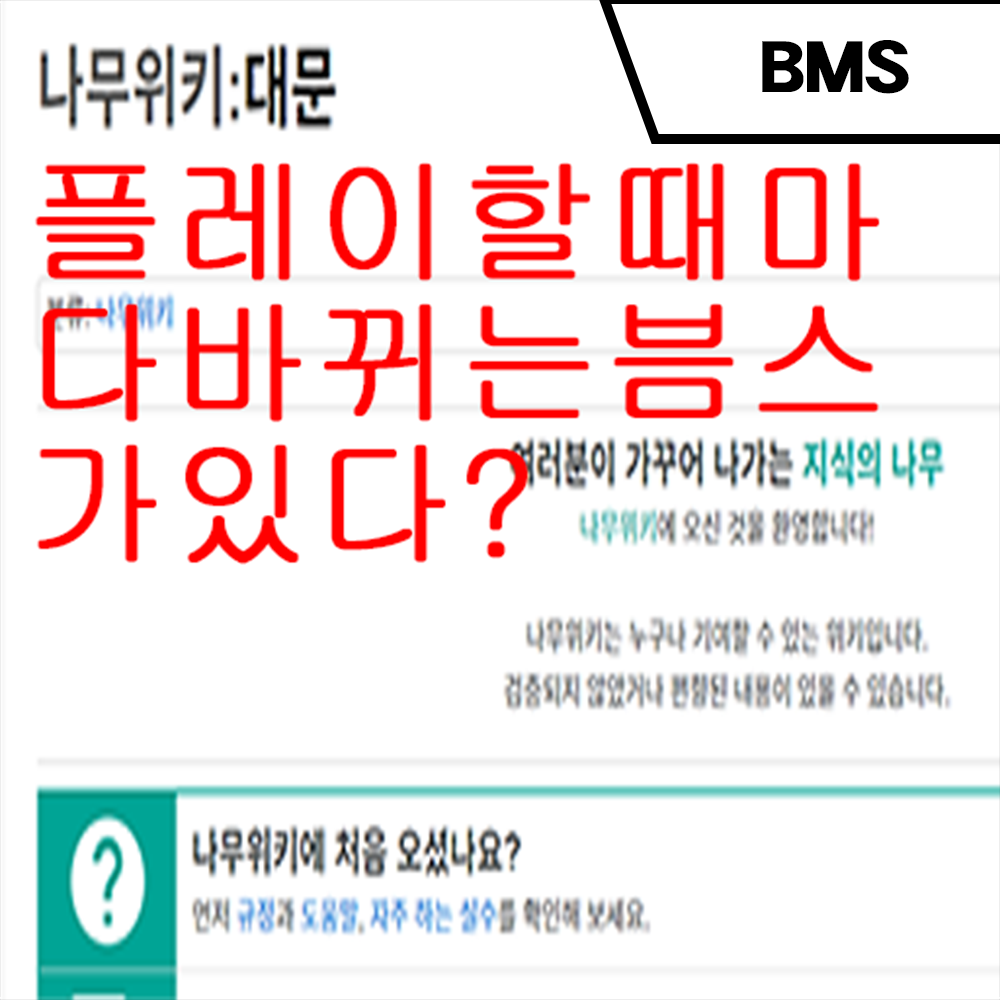 나무위키:대문
BMS
플레이할때마
다바뀌는븜스
가있다?
분류: 나무위키
여러분이 가꾸어 나가는 지식의 나무
나무위키에 오신 것을 환영합니다!
나무위키는 누구나 기여할 수 있는 위키입니다.
검증되지 않았거나 편향된 내용이 있을 수 있습니다.
?
나무위키에 처음 오셨나요?
먼저 규정과 도움말, 자주 하는 실수를 확인해 보세요.